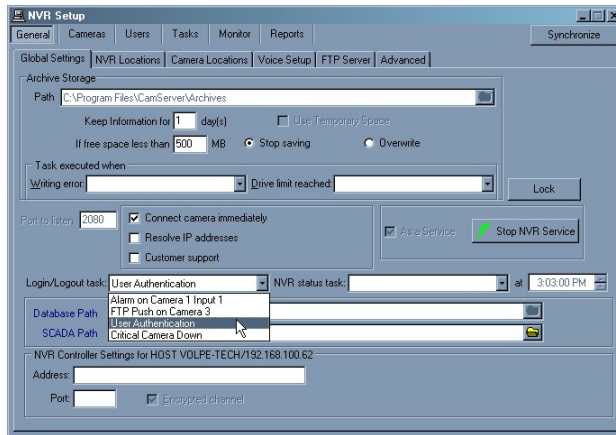 NVR Setup
General Cameras Users Tasks Monitor Reports Synchronize
Global Settings NVR Locations Camera Locations Voice Setup FTP Server Advanced
Archive Storage
Path C:\Program Files\CamServer\Archives
Keep Information for 1 day(s) Use Temporary Space
If free space less than 500 MB Stop saving Overwrite
Task executed when
Writing error: Drive limit reached:
Lock
Port to listen 2080 Connect camera immediately
Resolve IP addresses
Customer support
As a Service Stop NVR Service
Login/Logout task: User Authentication NVR status task: at 3:03:00 PM
Alarm on Camera 1 Input 1
FTP Push on Camera 3
User Authentication
Critical Camera Down
Database Path
SCADA Path
NVR Controller Settings for HOST VOLPE-TECH/192.168.100.62
Address:
Port: Encrypted channel